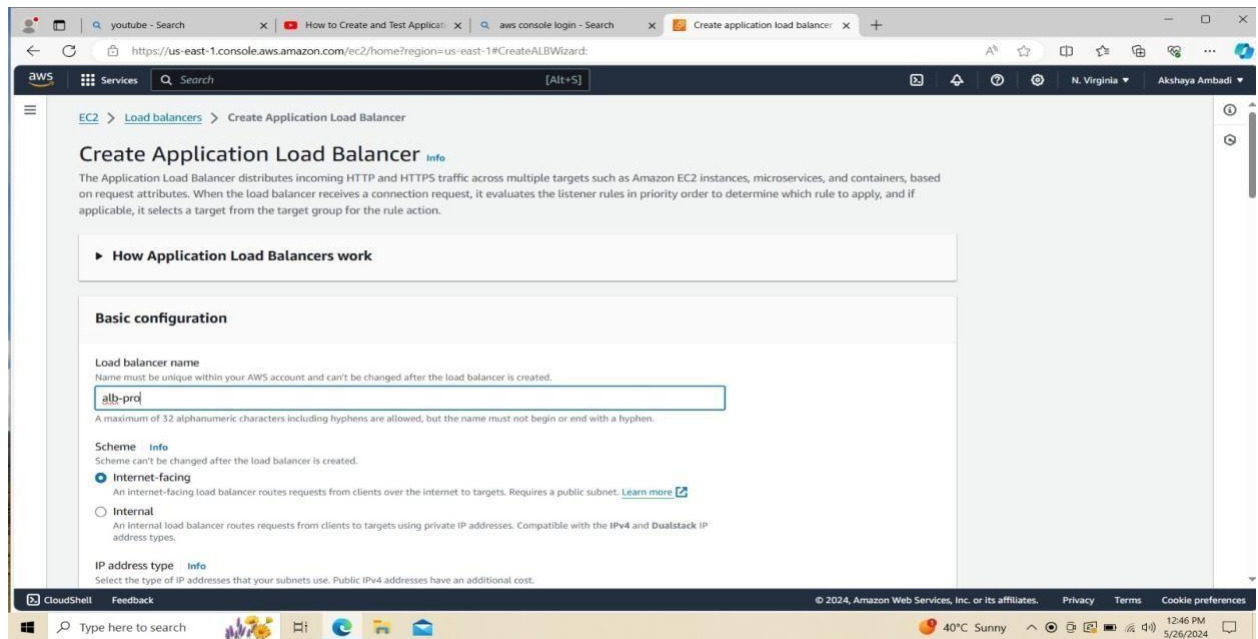 youtube - Search
How to Create and Test Applicati
aws console login - Search
Create application load balancer
https://us-east-1.console.aws.amazon.com/ec2/home?region=us-east-1#CreateALBWizard:
aws Services Search [Alt+S] N. Virginia Akshaya Ambadi
EC2 > Load balancers > Create Application Load Balancer
Create Application Load Balancer Info
The Application Load Balancer distributes incoming HTTP and HTTPS traffic across multiple targets such as Amazon EC2 instances, microservices, and containers, based
on request attributes. When the load balancer receives a connection request, it evaluates the listener rules in priority order to determine which rule to apply, and if
applicable, it selects a target from the target group for the rule action.
How Application Load Balancers work
Basic configuration
Load balancer name
Name must be unique within your AWS account and can't be changed after the load balancer is created.
alb-pro
A maximum of 32 alphanumeric characters including hyphens are allowed, but the name must not begin or end with a hyphen.
Scheme Info
Scheme can't be changed after the load balancer is created.
Internet-facing
An internet-facing load balancer routes requests from clients over the internet to targets. Requires a public subnet. Learn more
Internal
An internal load balancer routes requests from clients to targets using private IP addresses. Compatible with the IPv4 and Dualstack IP
address types.
IP address type Info
Select the type of IP addresses that your subnets use. Public IPv4 addresses have an additional cost.
CloudShell Feedback © 2024, Amazon Web Services, Inc. or its affiliates. Privacy Terms Cookie preferences
Type here to search 40°C Sunny 12:46 PM
5/26/2024